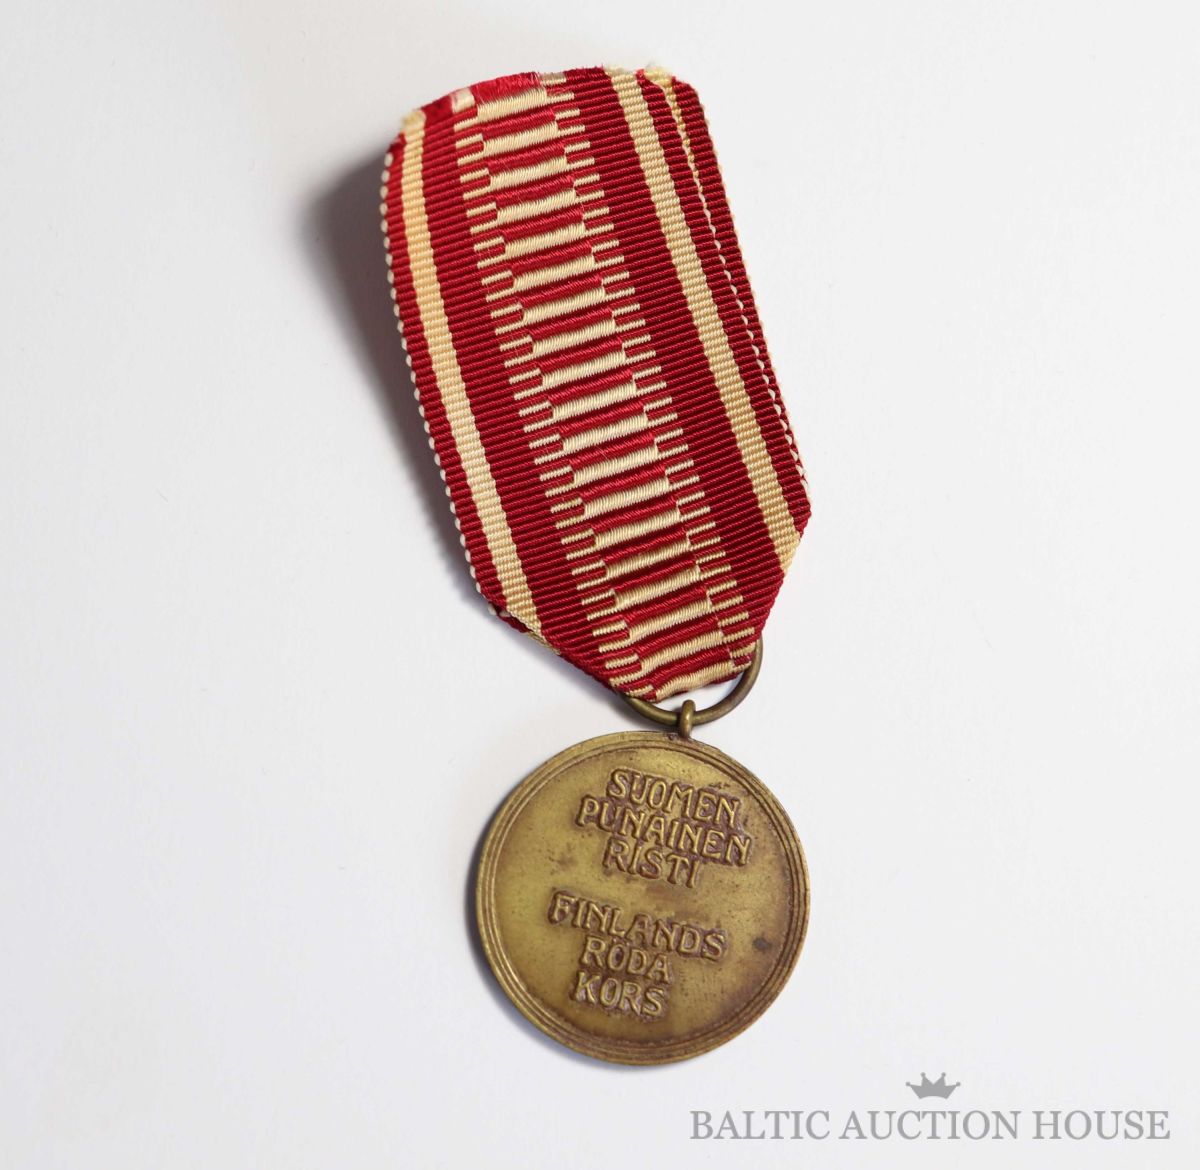 SUOMEN
PUNAINEN
RISTI
FINLANDS
RÖDA
KORS
BALTIC AUCTION HOUSE